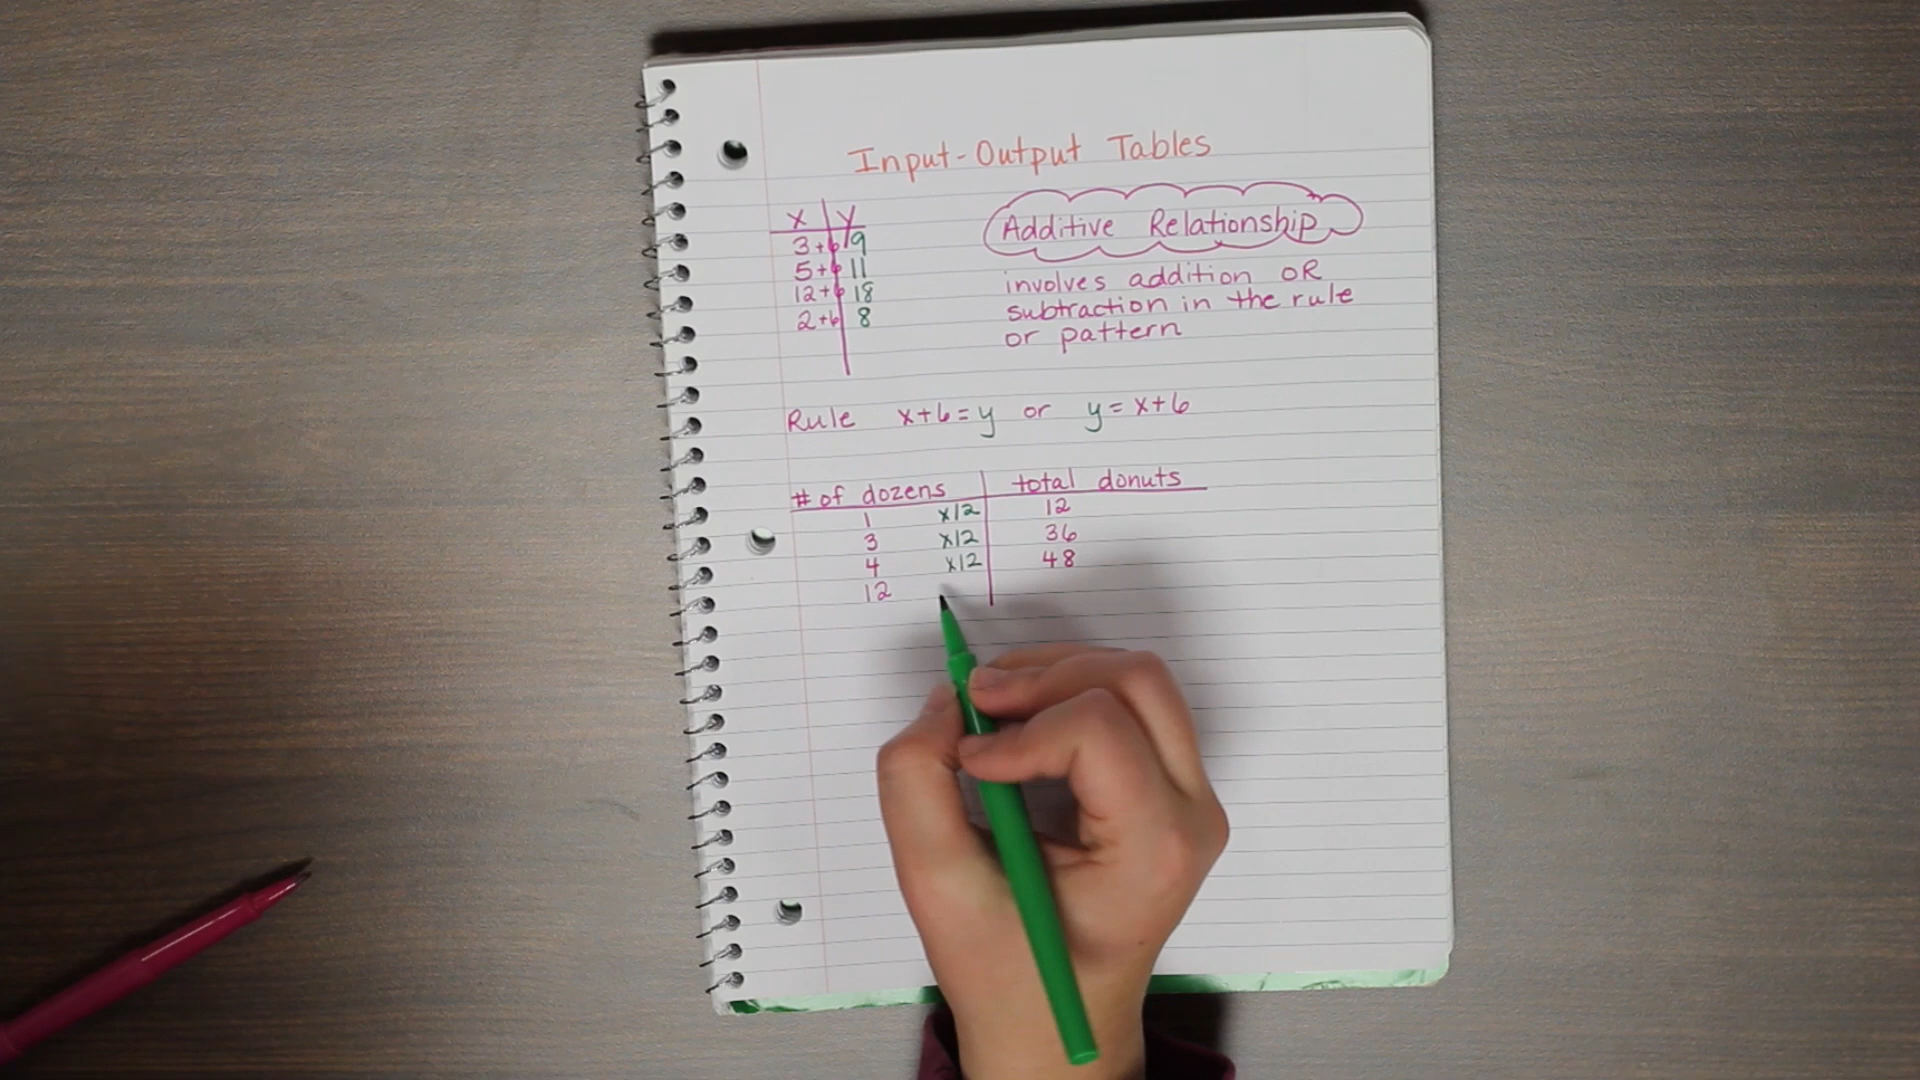 Input-Output Tables
x y
3+6 9
5+6 11
12+6 18
2+6 8
Additive Relationship
involves addition OR
subtraction in the rule
or pattern
Rule x+6=y or y=x+6
# of dozens total donuts
1 x12 12
3 x12 36
4 x12 48
12